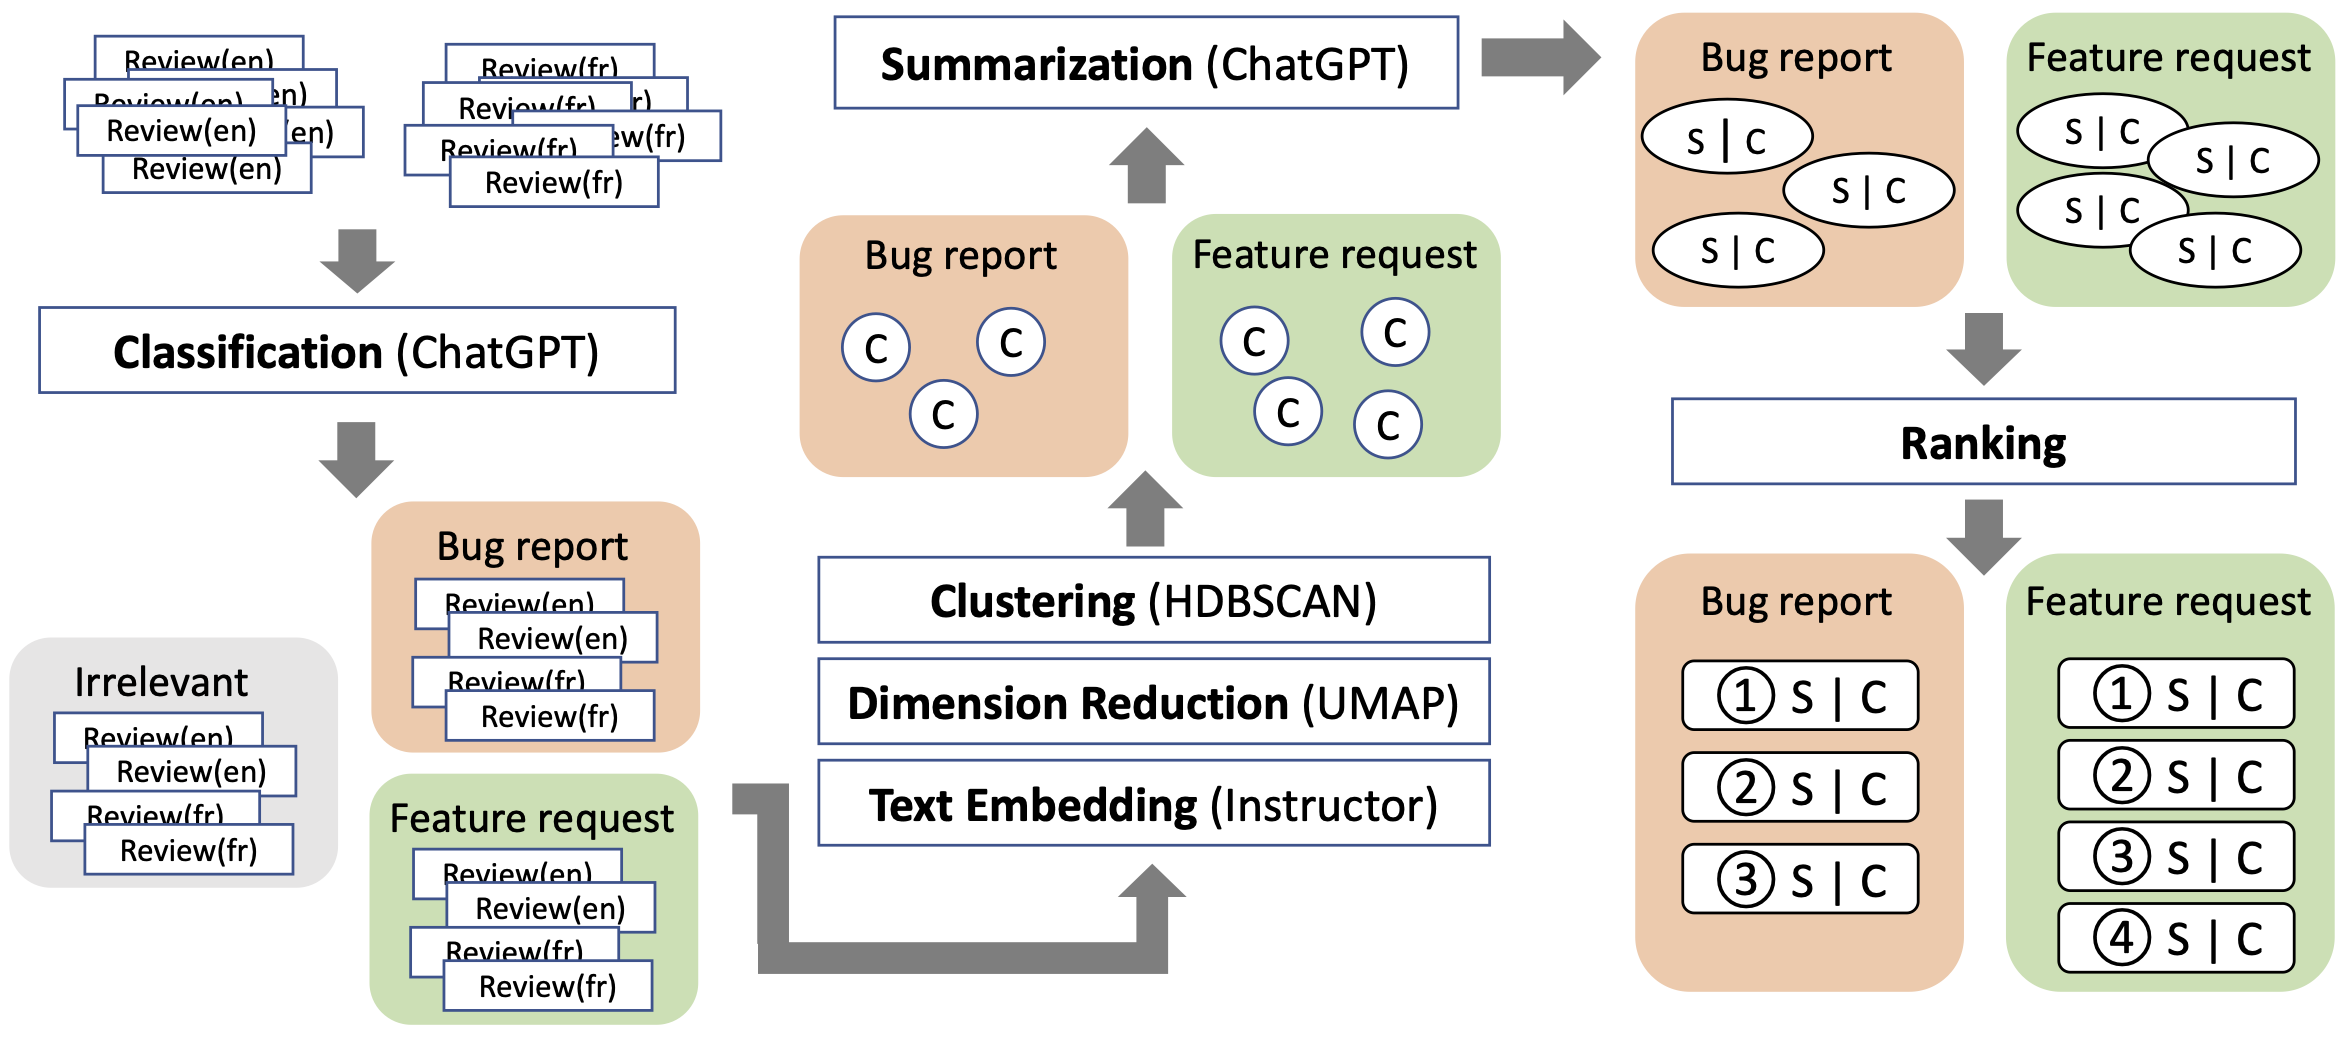 Review(en)
en)
Review(en)
(en)
Review(en)
Review(en)
Review(fr)
r)
Review(fr)
ew(fr)
Review(fr)
Review(fr)
Classification (ChatGPT)
Bug report
Review(en)
Review(en)
Review(fr)
Review(fr)
Irrelevant
Review(en)
Review(en)
Review(fr)
Review(fr)
Feature request
Review(en)
Review(en)
Review(fr)
Review(fr)
Text Embedding (Instructor)
Dimension Reduction (UMAP)
Clustering (HDBSCAN)
Bug report
C
C
C
Feature request
C
C
C
C
Summarization (ChatGPT)
Bug report
S | C
S | C
S | C
Feature request
S | C
S | C
S | C
S | C
Ranking
Bug report
1 S | C
2 S | C
3 S | C
Feature request
1 S | C
2 S | C
3 S | C
4 S | C